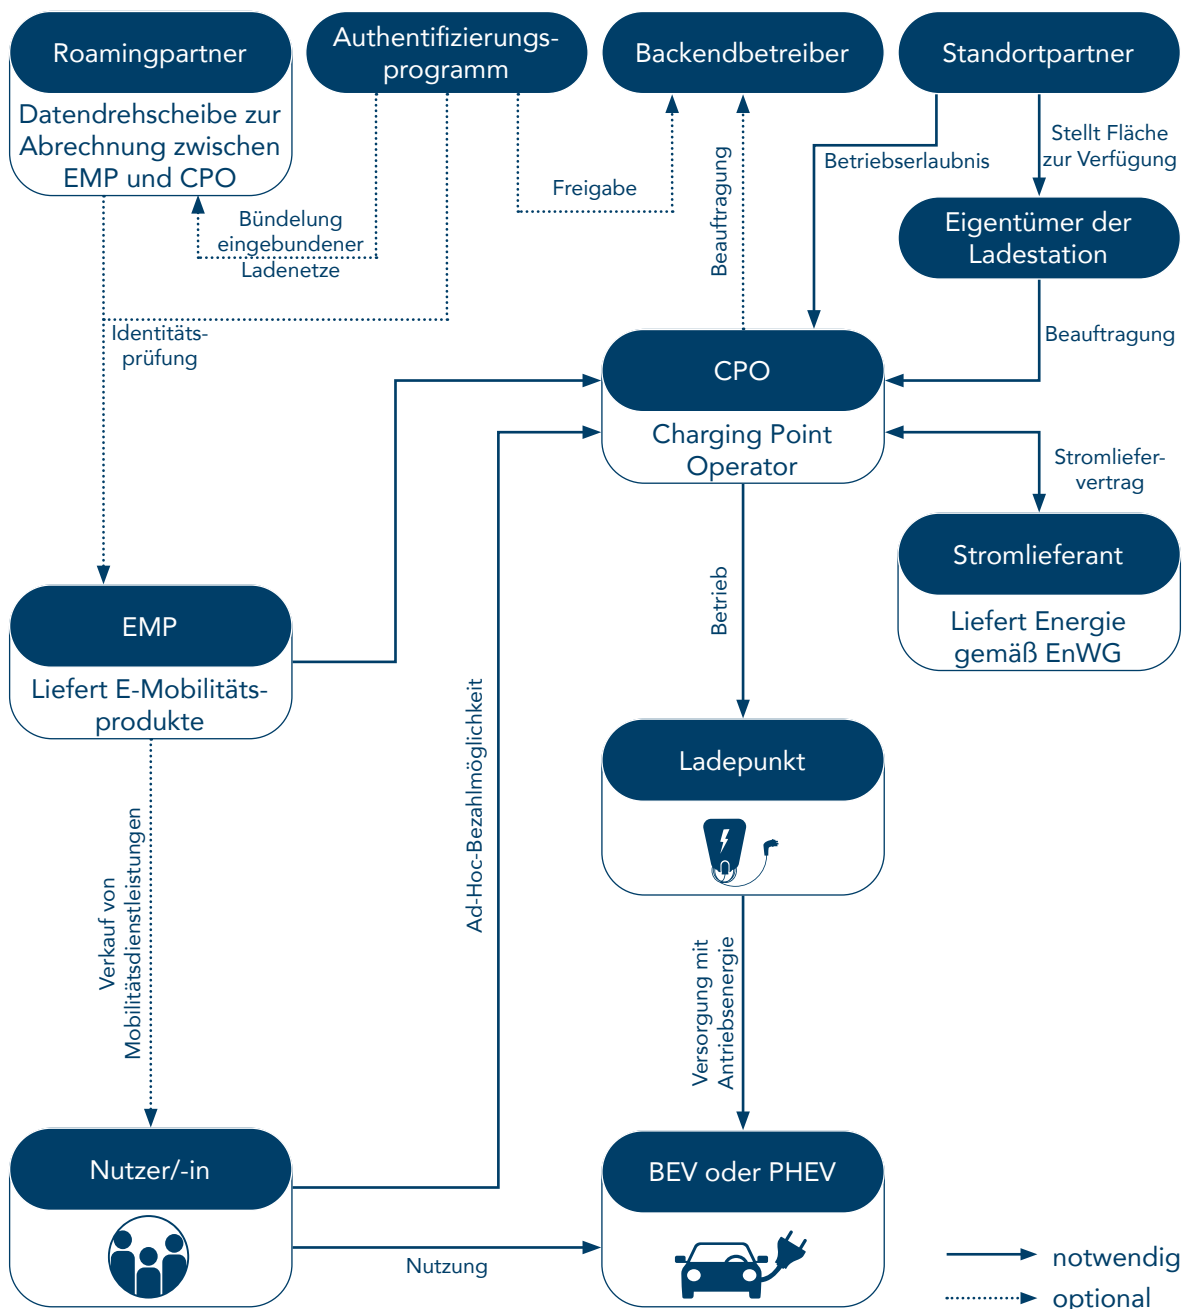 Roamingpartner
Datendrehscheibe zur
Abrechnung zwischen
EMP und CPO
Authentifizierungs-
programm
Backendbetreiber
Standortpartner
Bündelung
eingebundener
Ladenetze
Freigabe
Beauftragung
Betriebserlaubnis
Stellt Fläche
zur Verfügung
Eigentümer der
Ladestation
Identitäts-
prüfung
Beauftragung
CPO
Charging Point
Operator
Stromliefer-
vertrag
Stromlieferant
Liefert Energie
gemäß EnWG
EMP
Liefert E-Mobilitäts-
produkte
Betrieb
Ad-Hoc-Bezahlmöglichkeit
Ladepunkt
Verkauf von
Mobilitätsdienstleistungen
Versorgung mit
Antriebsenergie
Nutzer/-in
BEV oder PHEV
Nutzung
notwendig
optional